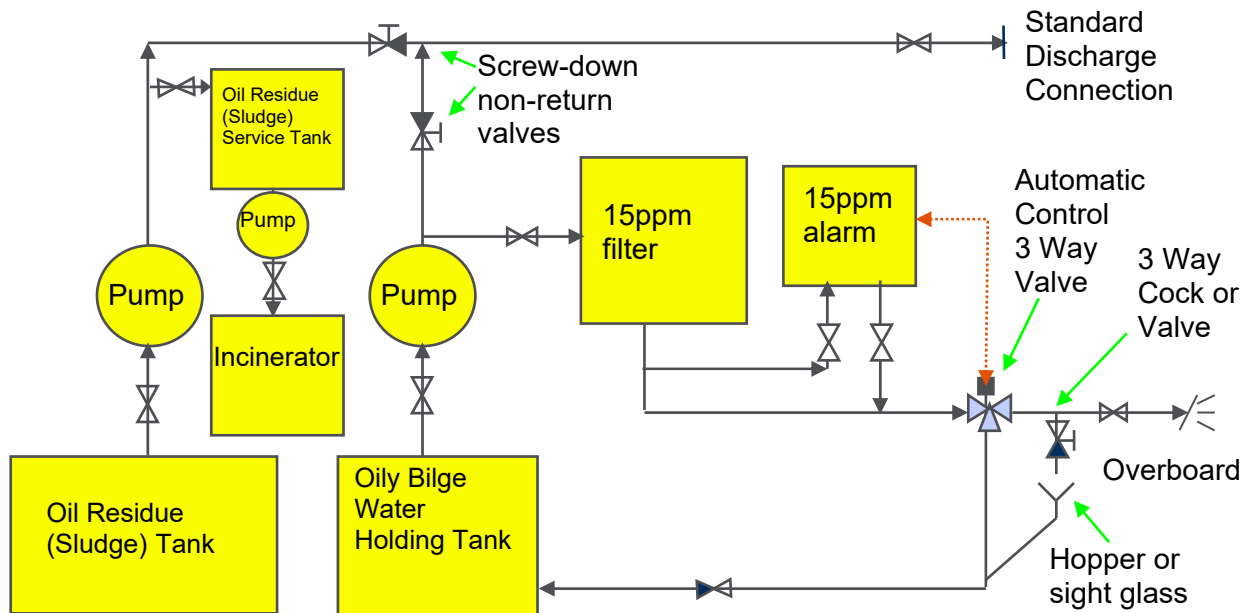 Standard
Discharge
Connection
Screw-down
non-return
valves
Oil Residue
(Sludge)
Service Tank
Pump
15ppm
filter
15ppm
alarm
Automatic
Control
3 Way
Valve
3 Way
Cock or
Valve
Pump
Pump
Incinerator
Overboard
Oil Residue
(Sludge) Tank
Oily Bilge
Water
Holding Tank
Hopper or
sight glass